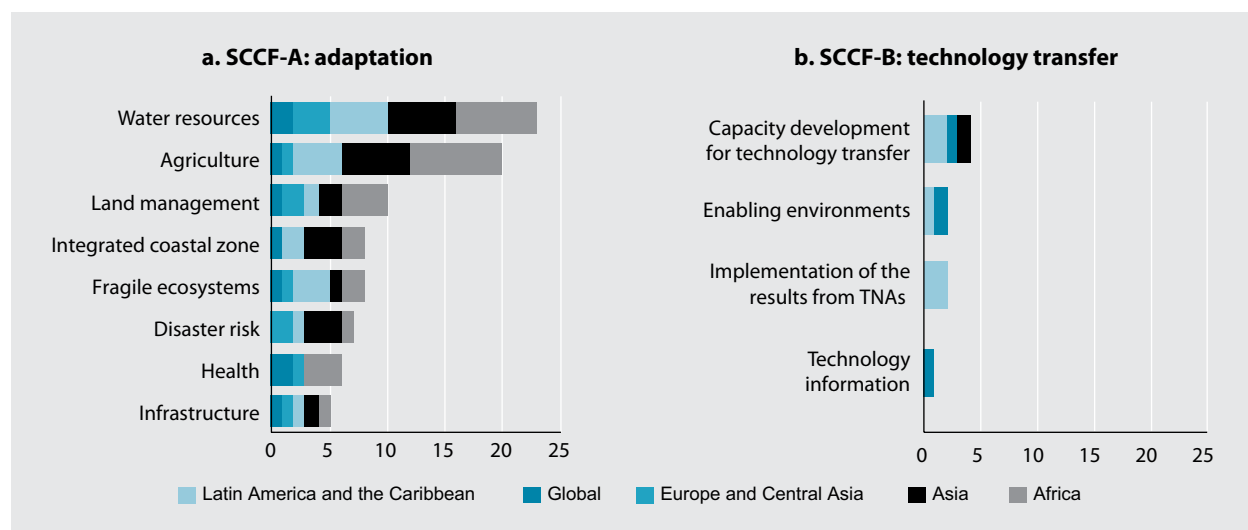 a. SCCF-A: adaptation
Water resources
Agriculture
Land management
Integrated coastal zone
Fragile ecosystems
Disaster risk
Health
Infrastructure
0 5 10 15 20 25
b. SCCF-B: technology transfer
Capacity development
for technology transfer
Enabling environments
Implementation of the
results from TNAs
Technology
information
0 5 10 15 20 25
Latin America and the Caribbean Global Europe and Central Asia Asia Africa